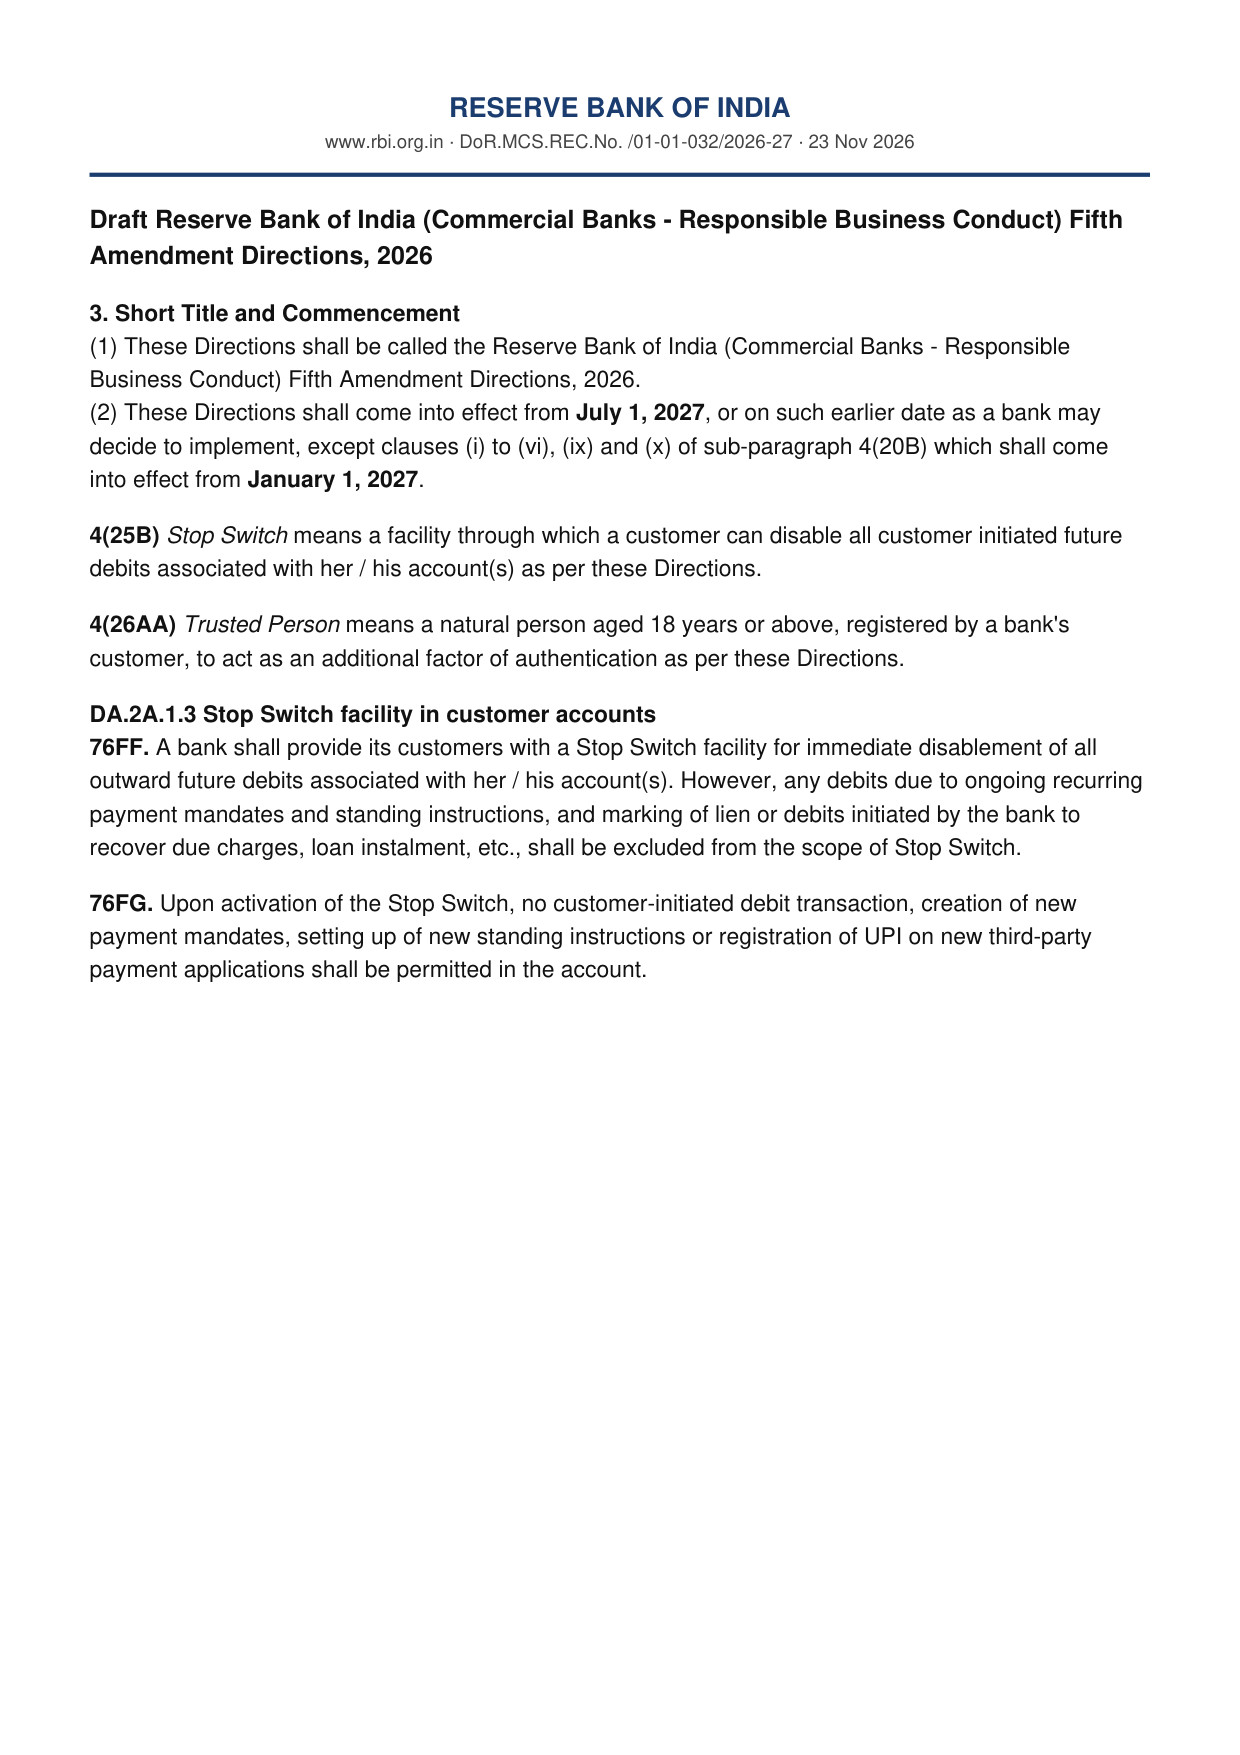 RESERVE BANK OF INDIA
www.rbi.org.in · DoR.MCS.REC.No. /01-01-032/2026-27 · 23 Nov 2026
Draft Reserve Bank of India (Commercial Banks - Responsible Business Conduct) Fifth
Amendment Directions, 2026
3. Short Title and Commencement
(1) These Directions shall be called the Reserve Bank of India (Commercial Banks - Responsible
Business Conduct) Fifth Amendment Directions, 2026.
(2) These Directions shall come into effect from July 1, 2027, or on such earlier date as a bank may
decide to implement, except clauses (i) to (vi), (ix) and (x) of sub-paragraph 4(20B) which shall come
into effect from January 1, 2027.
4(25B) Stop Switch means a facility through which a customer can disable all customer initiated future
debits associated with her / his account(s) as per these Directions.
4(26AA) Trusted Person means a natural person aged 18 years or above, registered by a bank's
customer, to act as an additional factor of authentication as per these Directions.
DA.2A.1.3 Stop Switch facility in customer accounts
76FF. A bank shall provide its customers with a Stop Switch facility for immediate disablement of all
outward future debits associated with her / his account(s). However, any debits due to ongoing recurring
payment mandates and standing instructions, and marking of lien or debits initiated by the bank to
recover due charges, loan instalment, etc., shall be excluded from the scope of Stop Switch.
76FG. Upon activation of the Stop Switch, no customer-initiated debit transaction, creation of new
payment mandates, setting up of new standing instructions or registration of UPI on new third-party
payment applications shall be permitted in the account.